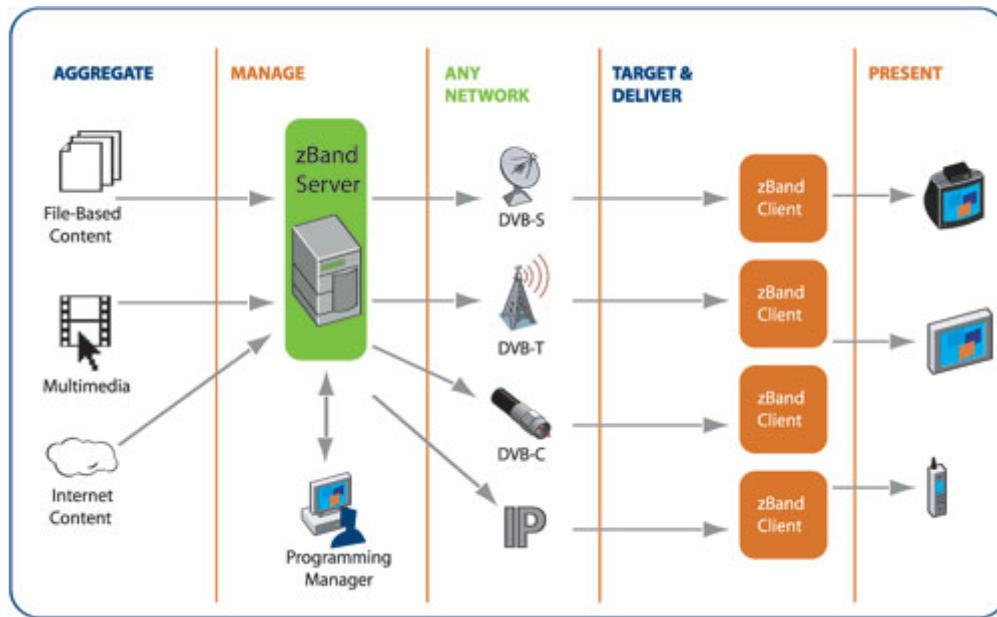 AGGREGATE
MANAGE
ANY
NETWORK
TARGET &
DELIVER
PRESENT
File-Based
Content
Multimedia
Internet
Content
zBand
Server
Programming
Manager
DVB-S
DVB-T
DVB-C
IP
zBand
Client
zBand
Client
zBand
Client
zBand
Client